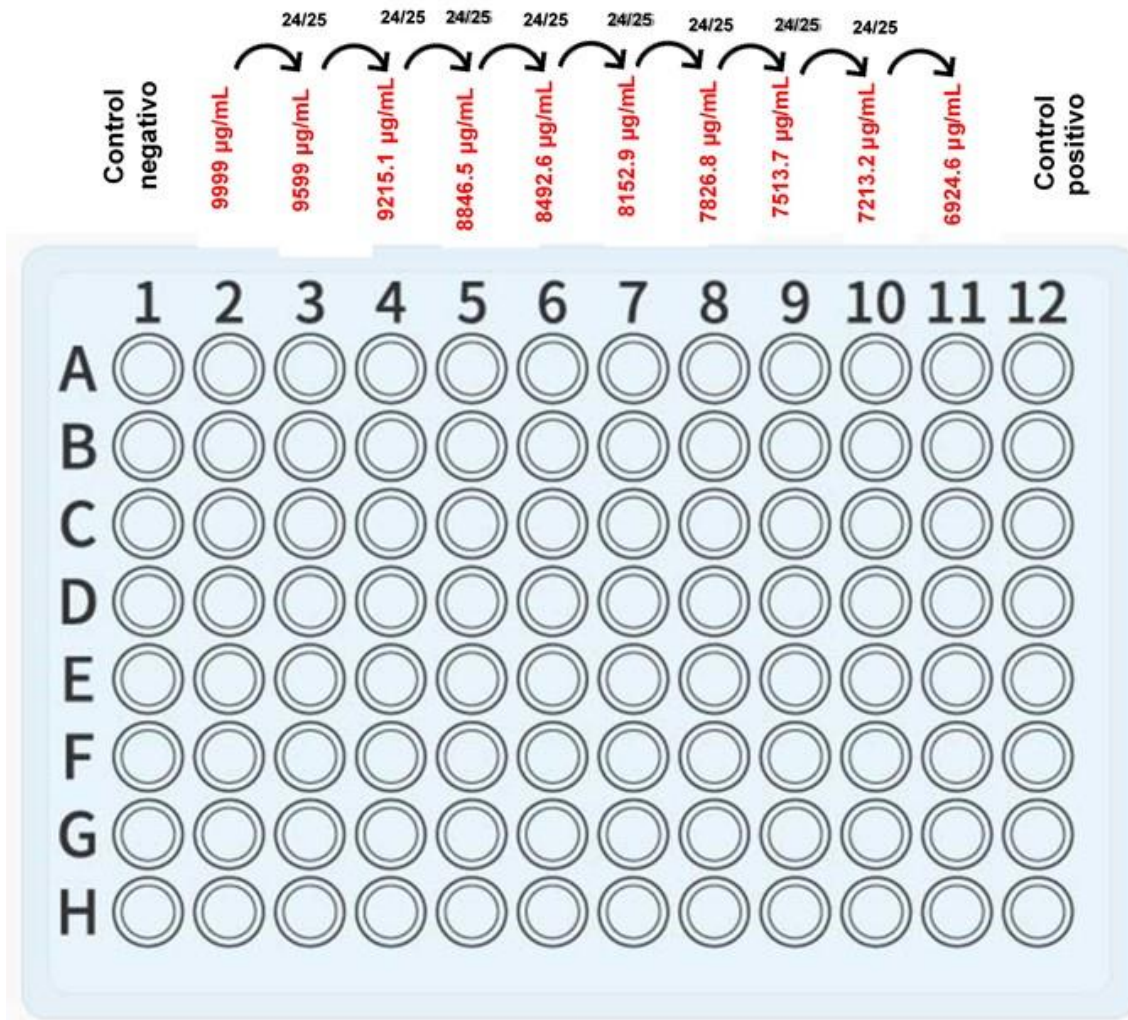 24/25 24/25 24/25 24/25 24/25 24/25 24/25 24/25
Control
negativo
9999 µg/mL
9599 µg/mL
9215.1 µg/mL
8846.5 µg/mL
8492.6 µg/mL
8152.9 µg/mL
7826.8 µg/mL
7513.7 µg/mL
7213.2 µg/mL
6924.6 µg/mL
Control
positivo
1 2 3 4 5 6 7 8 9 10 11 12
A
B
C
D
E
F
G
H